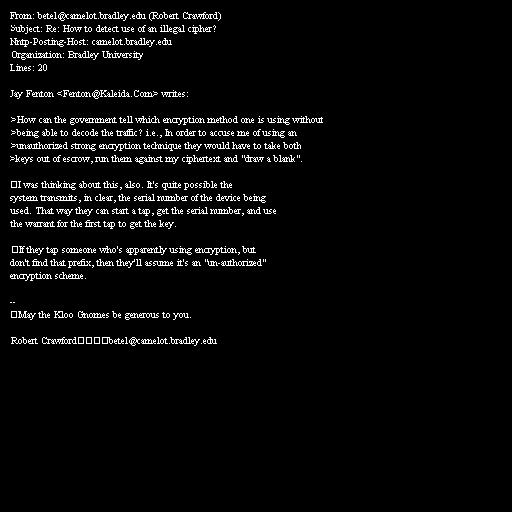 From: betel@camelot.bradley.edu (Robert Crawford)
Subject: Re: How to detect use of an illegal cipher?
Nntp-Posting-Host: camelot.bradley.edu
Organization: Bradley University
Lines: 20

Jay Fenton <Fenton@Kaleida.Com> writes:

>How can the government tell which encryption method one is using without
>being able to decode the traffic? i.e., In order to accuse me of using an
>unauthorized strong encryption technique they would have to take both
>keys out of escrow, run them against my ciphertext and "draw a blank".

□I was thinking about this, also. It's quite possible the
system transmits, in clear, the serial number of the device being
used. That way they can start a tap, get the serial number, and use
the warrant for the first tap to get the key.

□If they tap someone who's apparently using encryption, but
don't find that prefix, then they'll assume it's an "un-authorized"
encryption scheme.

--
□May the Kloo Gnomes be generous to you.

Robert Crawford□□□□betel@camelot.bradley.edu